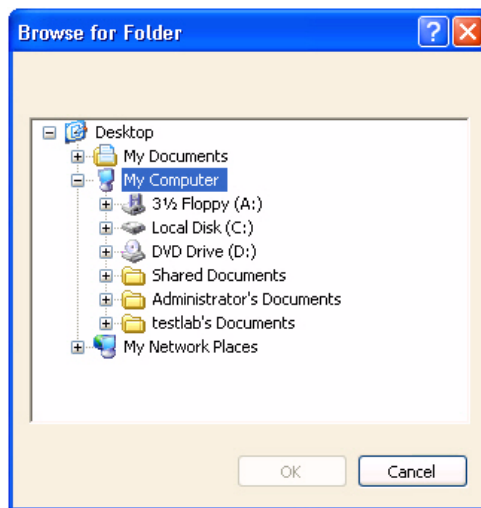 Browse for Folder
Desktop
My Documents
My Computer
3½ Floppy (A:)
Local Disk (C:)
DVD Drive (D:)
Shared Documents
Administrator's Documents
testlab's Documents
My Network Places
OK Cancel